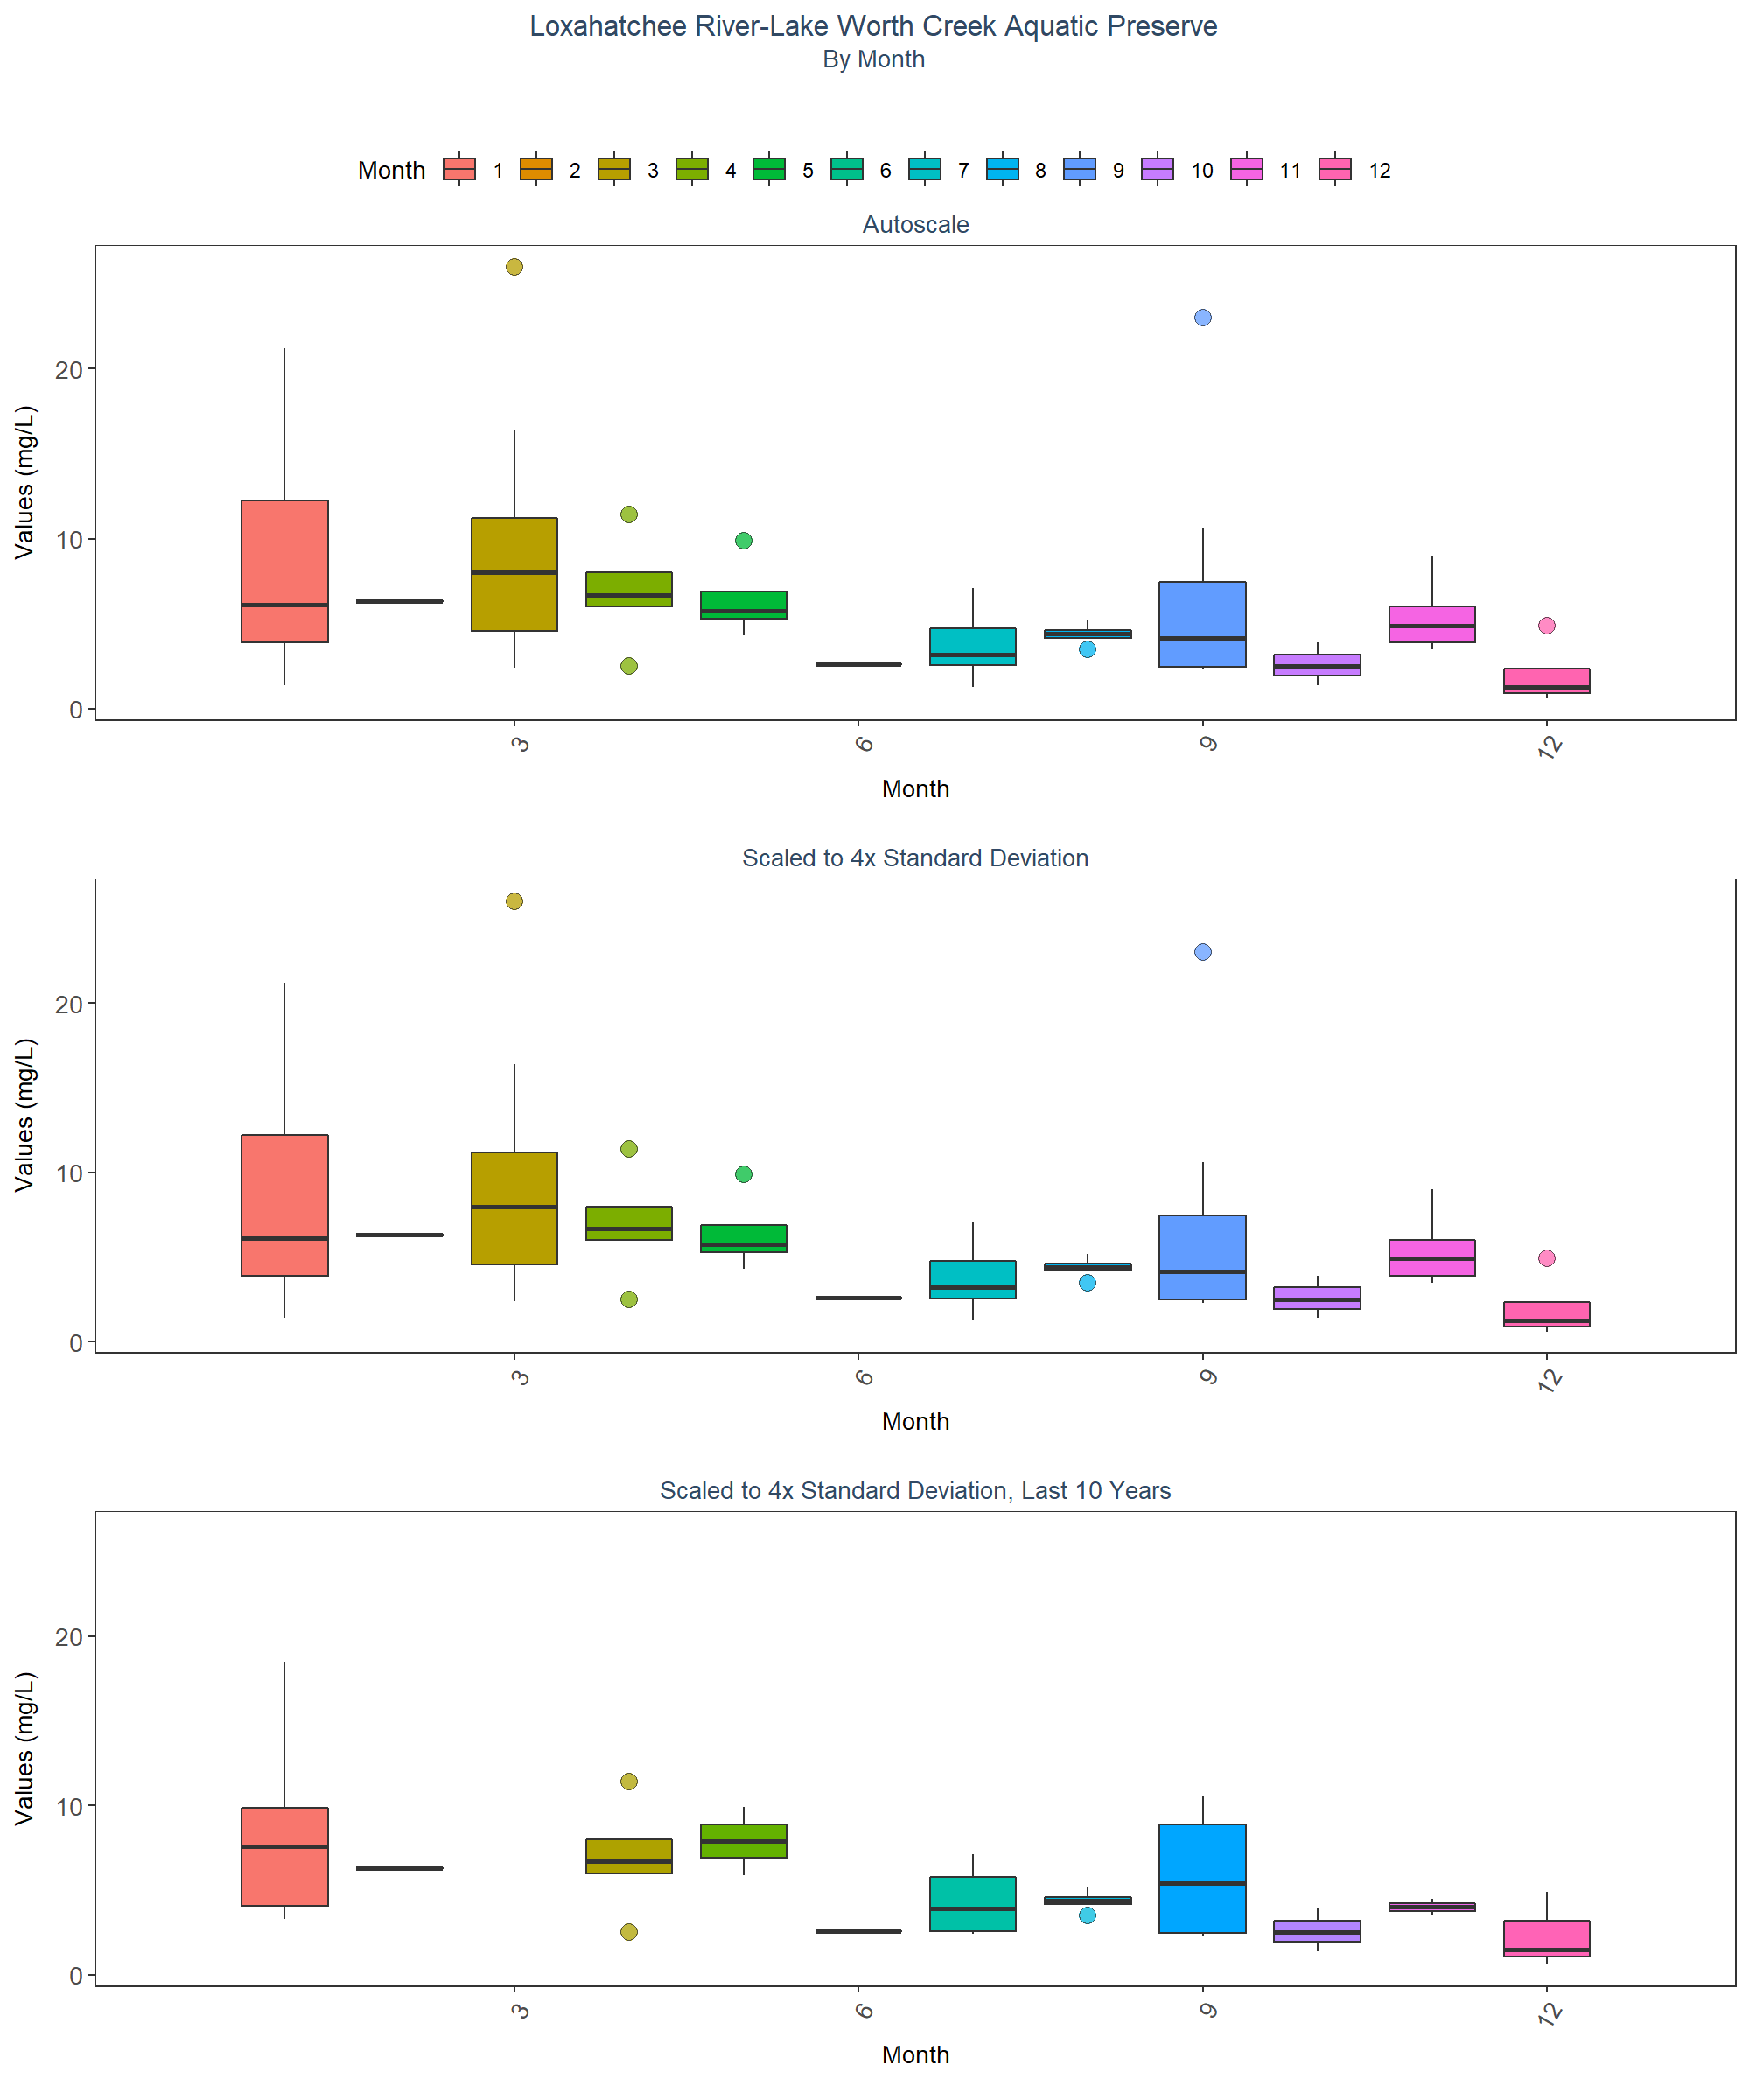 Loxahatchee River-Lake Worth Creek Aquatic Preserve
By Month
Month 1 2 3 4 5 6 7 8 9 10 11 12
Autoscale
Values (mg/L)
20
10
0
3 6 9 12
Month
Scaled to 4x Standard Deviation
Values (mg/L)
20
10
0
3 6 9 12
Month
Scaled to 4x Standard Deviation, Last 10 Years
Values (mg/L)
20
10
0
3 6 9 12
Month